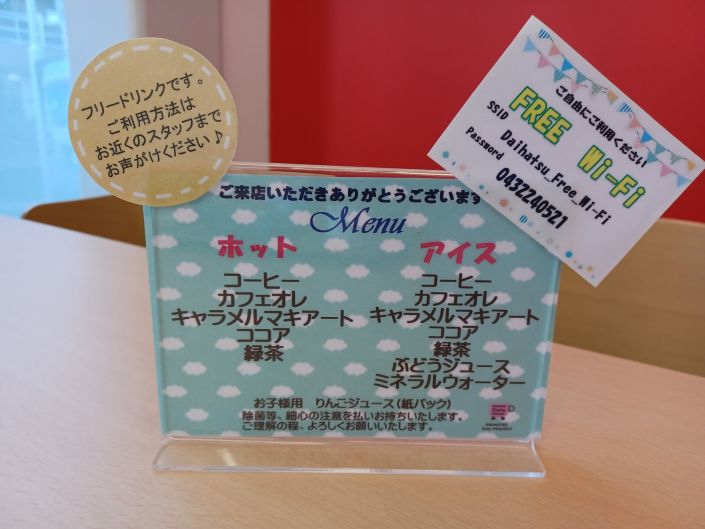 フリードリンクです。
ご利用方法は
お近くのスタッフまで
お声がけください♪
ご自由にご利用ください
FREE Wi-Fi
SSID
Daihatsu_Free_Wi-Fi
Password
0432240521
ご来店いただきありがとうございます
Menu
ホット
コーヒー
カフェオレ
キャラメルマキアート
ココア
緑茶
アイス
コーヒー
カフェオレ
キャラメルマキアート
ココア
緑茶
ぶどうジュース
ミネラルウォーター
お子様用 りんごジュース(紙パック)
除菌等、細心の注意を払いお持ちいたします。
ご理解の程、よろしくお願いいたします。
Cafe
DAIHATSU
Cafe PROJECT